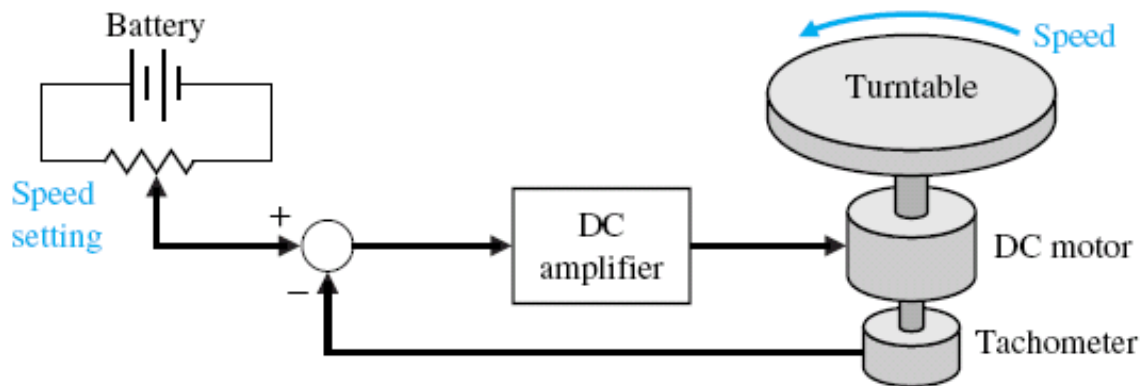 Battery
Speed
Turntable
Speed
setting
+
−
DC
amplifier
DC motor
Tachometer